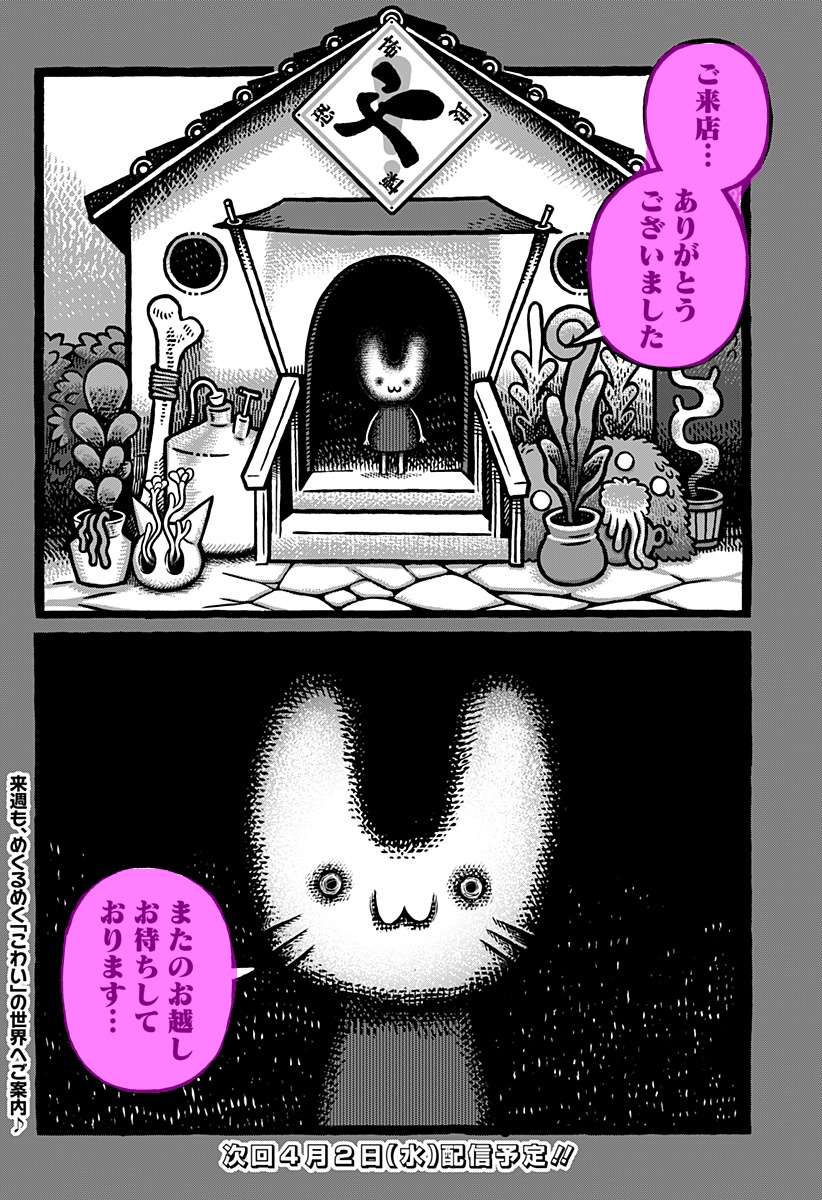 ご来店…
ありがとう
ございました
またのお越し
お待ちして
おります…
来週も、めくるめく「こわい」の世界へご案内♪
次回4月2日(水)配信予定!!